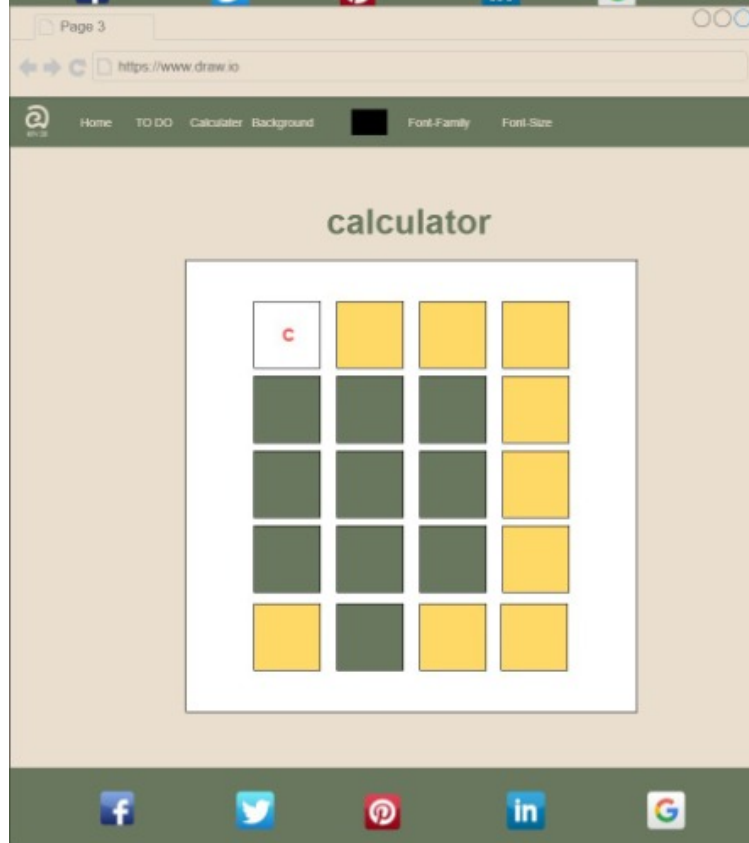 Page 3
https://www.draw.io
Home TO DO Calculater Background Font-Family Font-Size
calculator
C
f
in
G